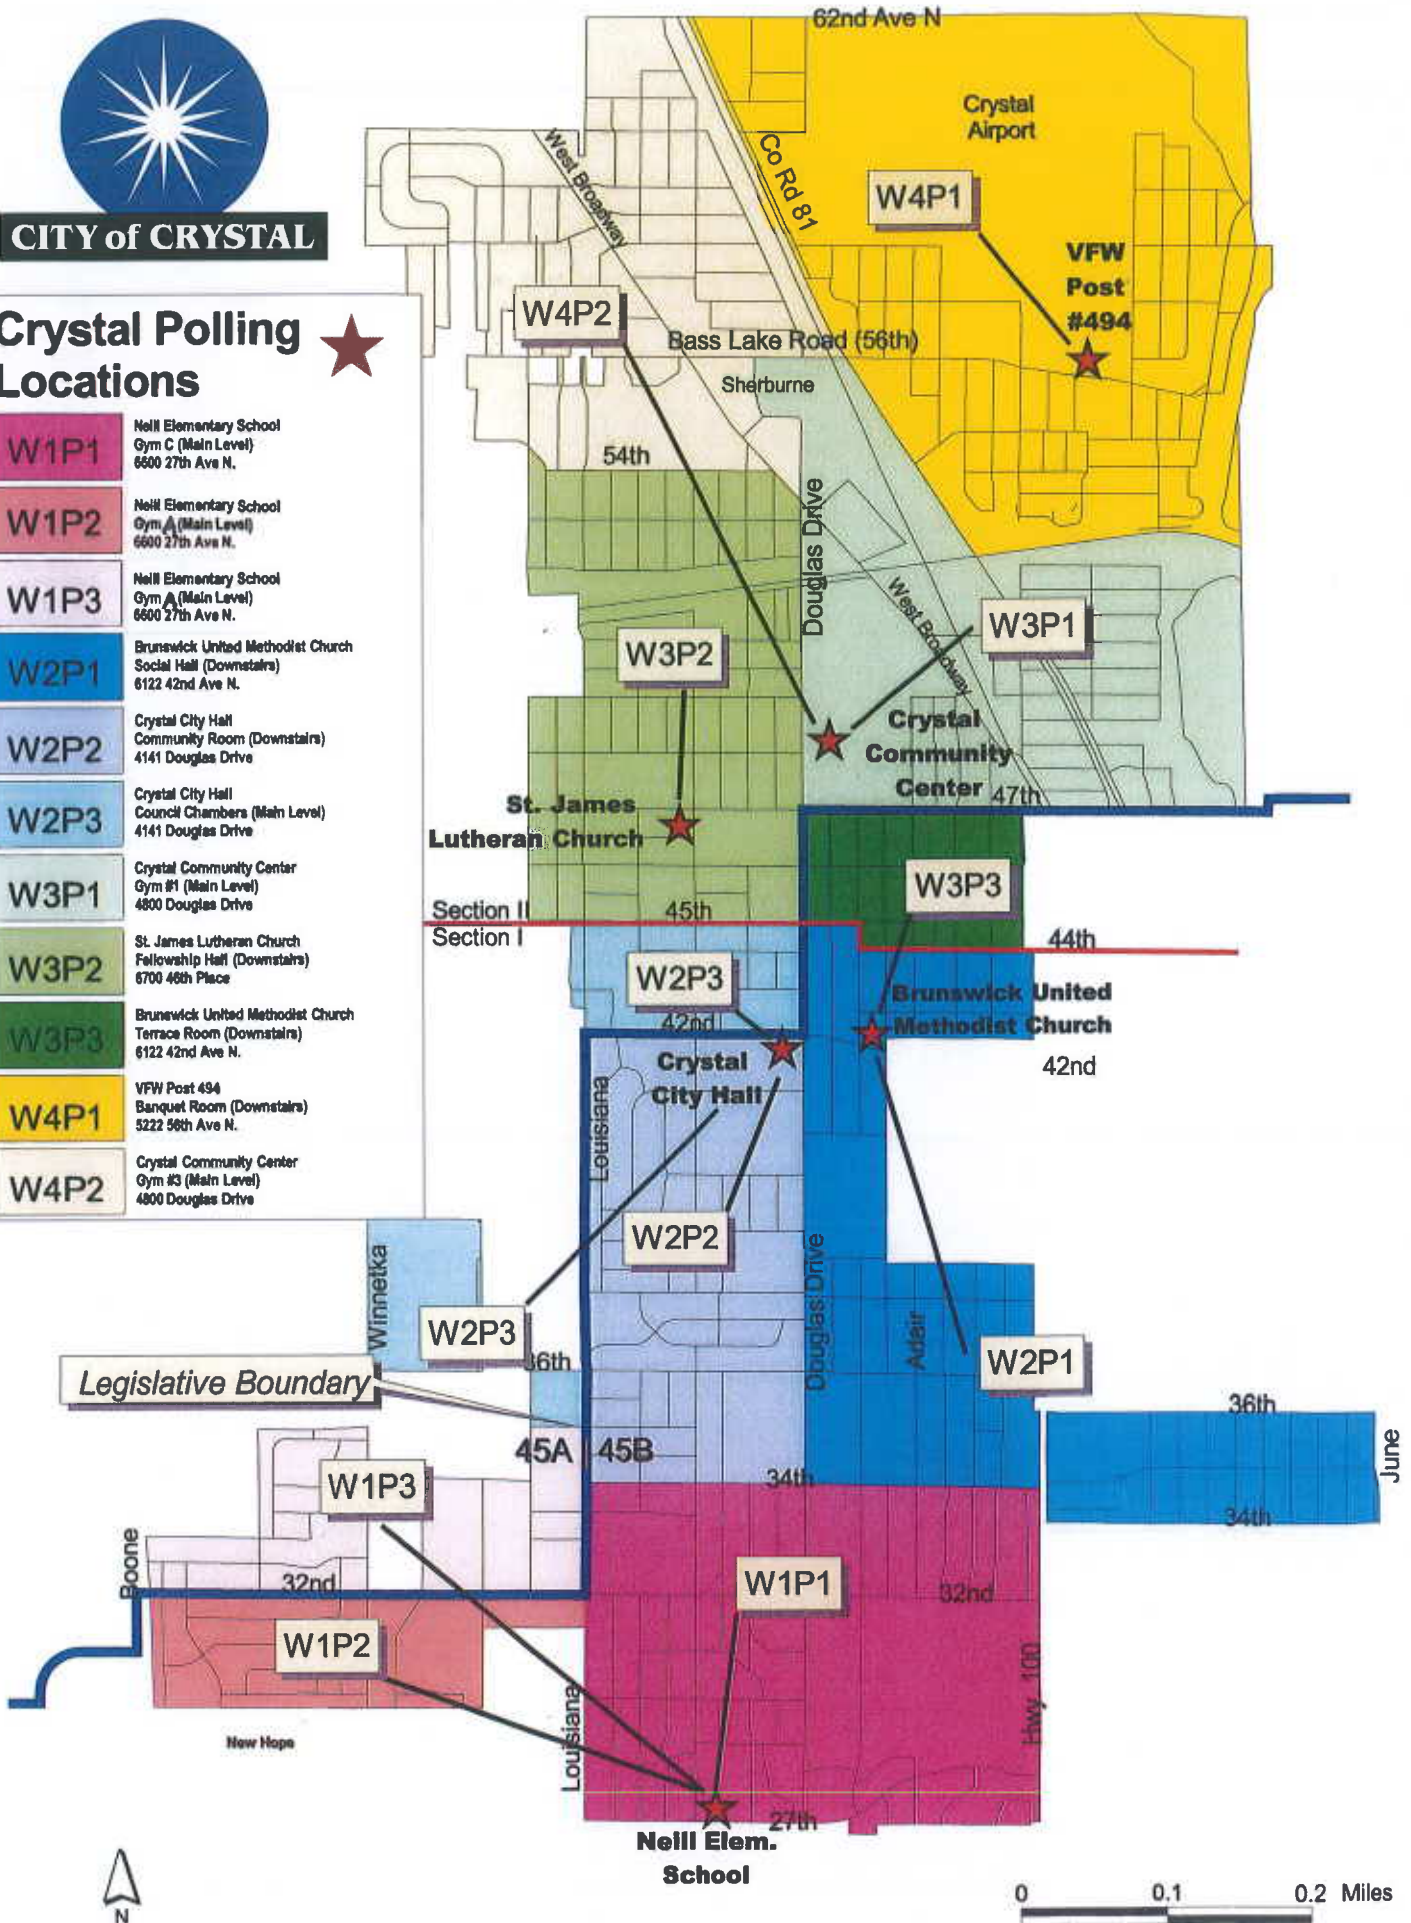 62nd Ave N
Crystal
Airport
CITY of CRYSTAL
West Broadway
Co Rd 81
W4P1
VFW
Post
#494
Crystal Polling
Locations
W4P2
Bass Lake Road (56th)
Sherburne
54th
W1P1
Neill Elementary School
Gym C (Main Level)
6600 27th Ave N.
W1P2
Neill Elementary School
Gym A (Main Level)
6600 27th Ave N.
W1P3
Neill Elementary School
Gym A (Main Level)
6600 27th Ave N.
W2P1
Brunswick United Methodist Church
Social Hall (Downstairs)
6122 42nd Ave N.
W2P2
Crystal City Hall
Community Room (Downstairs)
4141 Douglas Drive
W2P3
Crystal City Hall
Council Chambers (Main Level)
4141 Douglas Drive
W3P1
Crystal Community Center
Gym #1 (Main Level)
4800 Douglas Drive
W3P2
St. James Lutheran Church
Fellowship Hall (Downstairs)
6700 46th Place
W3P3
Brunswick United Methodist Church
Terrace Room (Downstairs)
6122 42nd Ave N.
W4P1
VFW Post 494
Banquet Room (Downstairs)
5222 56th Ave N.
W4P2
Crystal Community Center
Gym #3 (Main Level)
4800 Douglas Drive
Douglas Drive
West Broadway
W3P1
W3P2
Crystal
Community
Center
47th
St. James
Lutheran Church
W3P3
Section II
45th
Section I
44th
W2P3
Brunswick United
Methodist Church
42nd
42nd
Crystal
City Hall
Louisiana
W2P2
Winnetka
Douglas Drive
Adair
W2P3
36th
W2P1
Legislative Boundary
36th
June
45A
45B
34th
34th
W1P3
Boone
32nd
W1P1
32nd
W1P2
Hwy 100
New Hope
Louisiana
27th
Neill Elem.
School
N
0
0.1
0.2 Miles